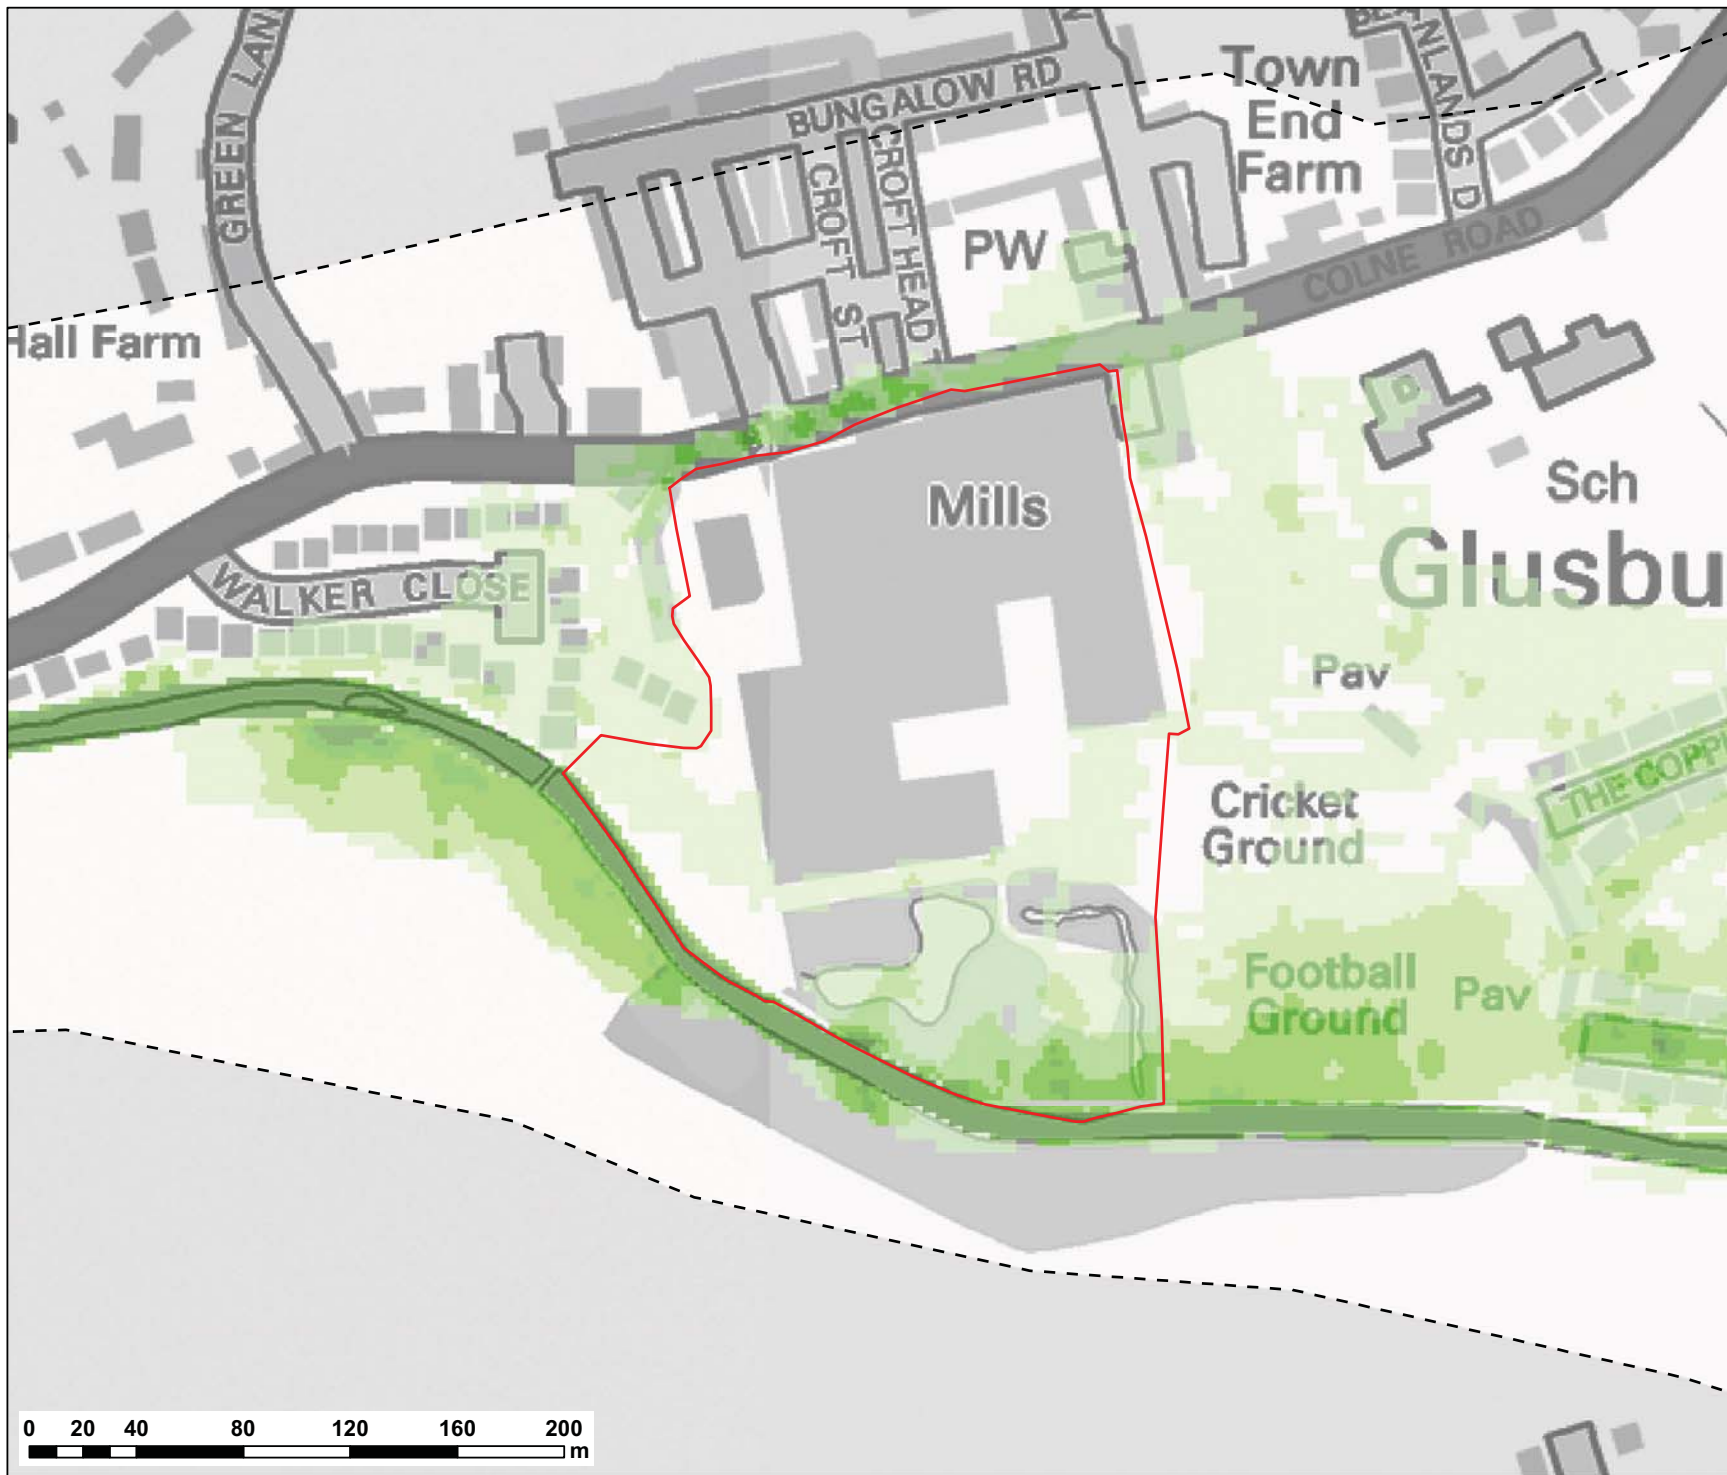 GREEN LAN
BUNGALOW RD
CROFT ST
CROFT HEAD
Town
End
Farm
NLANDS D
PW
COLNE ROAD
Hall Farm
Mills
Sch
Glusbu
WALKER CLOSE
Pav
THE COPP
Cricket
Ground
Football
Ground
Pav
0 20 40 80 120 160 200
m